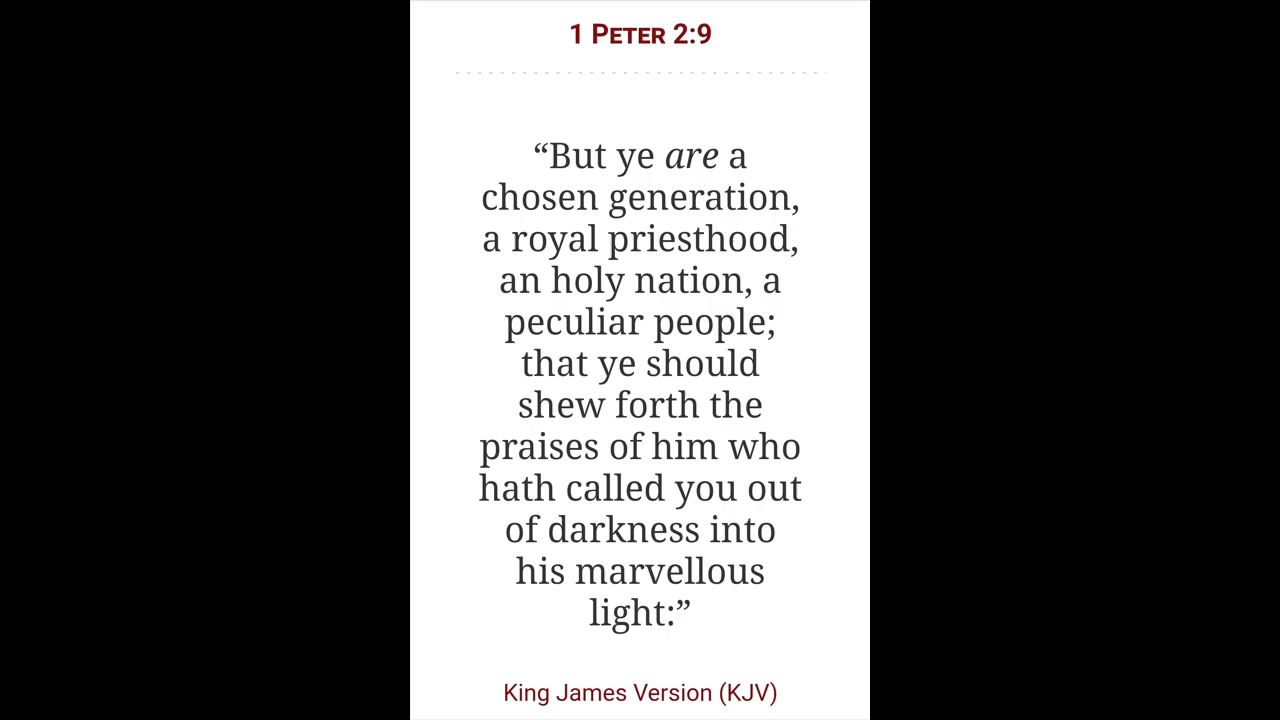 1 Peter 2:9
“But ye are a
chosen generation,
a royal priesthood,
an holy nation, a
peculiar people;
that ye should
shew forth the
praises of him who
hath called you out
of darkness into
his marvellous
light:”
King James Version (KJV)